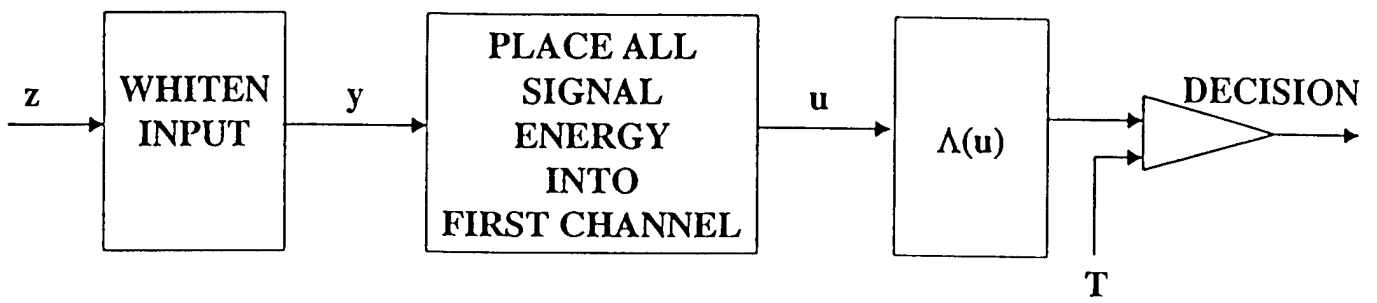 z
WHITEN
INPUT
y
PLACE ALL
SIGNAL
ENERGY
INTO
FIRST CHANNEL
u
Λ(u)
DECISION
T